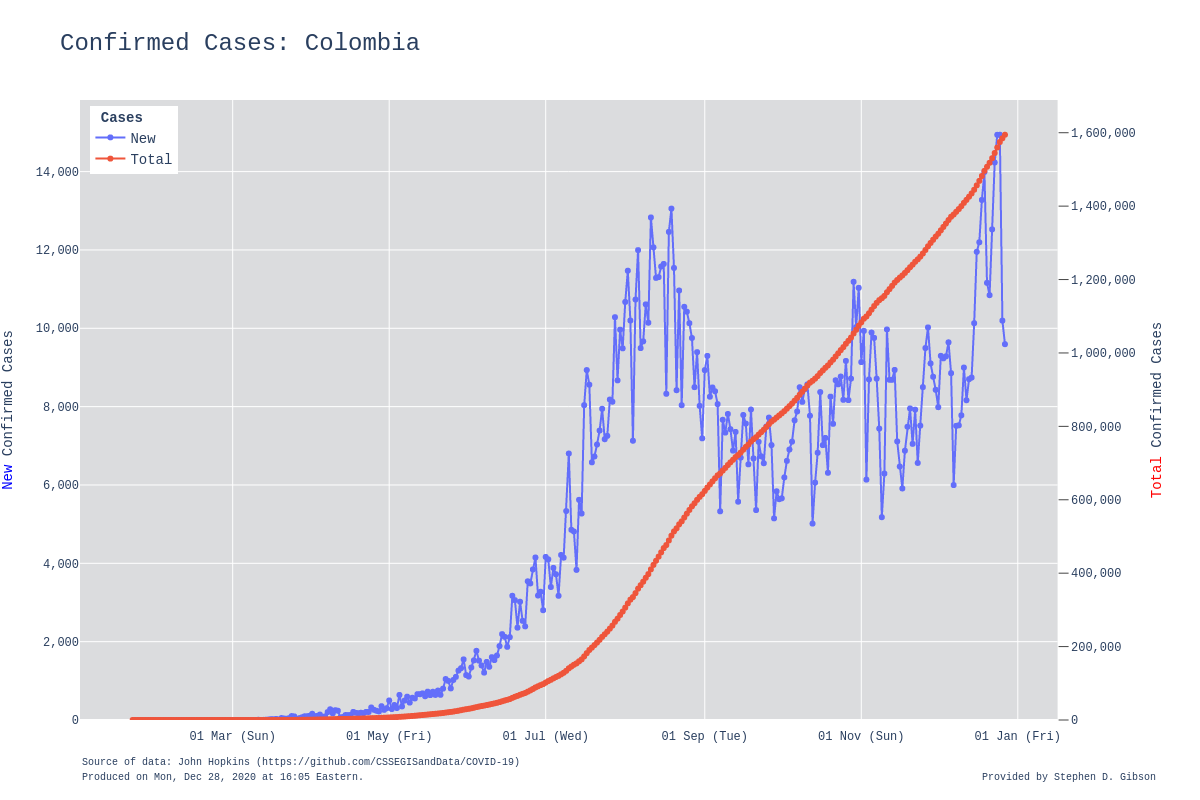 Confirmed Cases: Colombia
Cases
New
Total
14,000
12,000
10,000
8,000
6,000
4,000
2,000
0
1,600,000
1,400,000
1,200,000
1,000,000
800,000
600,000
400,000
200,000
0
New Confirmed Cases
Total Confirmed Cases
01 Mar (Sun)
01 May (Fri)
01 Jul (Wed)
01 Sep (Tue)
01 Nov (Sun)
01 Jan (Fri)
Source of data: John Hopkins (https://github.com/CSSEGISandData/COVID-19)
Produced on Mon, Dec 28, 2020 at 16:05 Eastern.
Provided by Stephen D. Gibson